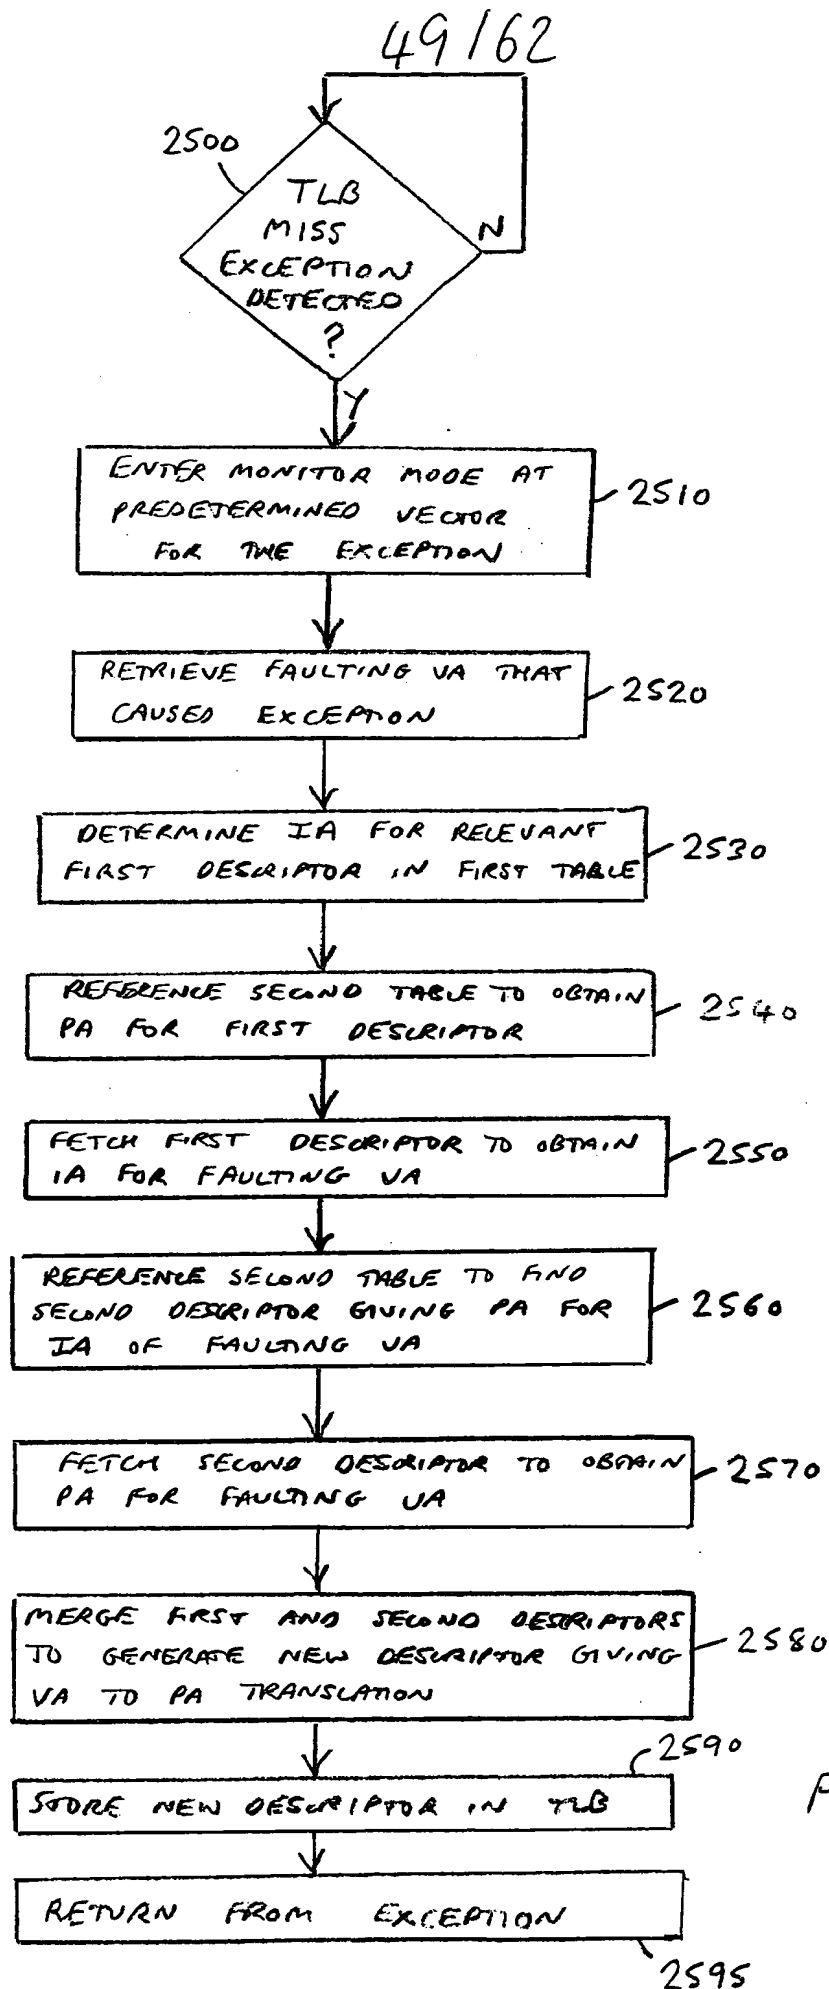 49/62
2500
TLB
MISS
EXCEPTION
DETECTED
?
N
Y
ENTER MONITOR MODE AT
PREDETERMINED VECTOR
FOR THE EXCEPTION
2510
RETRIEVE FAULTING VA THAT
CAUSED EXCEPTION
2520
DETERMINE IA FOR RELEVANT
FIRST DESCRIPTOR IN FIRST TABLE
2530
REFERENCE SECOND TABLE TO OBTAIN
PA FOR FIRST DESCRIPTOR
2540
FETCH FIRST DESCRIPTOR TO OBTAIN
IA FOR FAULTING VA
2550
REFERENCE SECOND TABLE TO FIND
SECOND DESCRIPTOR GIVING PA FOR
IA OF FAULTING VA
2560
FETCH SECOND DESCRIPTOR TO OBTAIN
PA FOR FAULTING VA
2570
MERGE FIRST AND SECOND DESCRIPTORS
TO GENERATE NEW DESCRIPTOR GIVING
VA TO PA TRANSLATION
2580
2590
STORE NEW DESCRIPTOR IN TLB
RETURN FROM EXCEPTION
2595